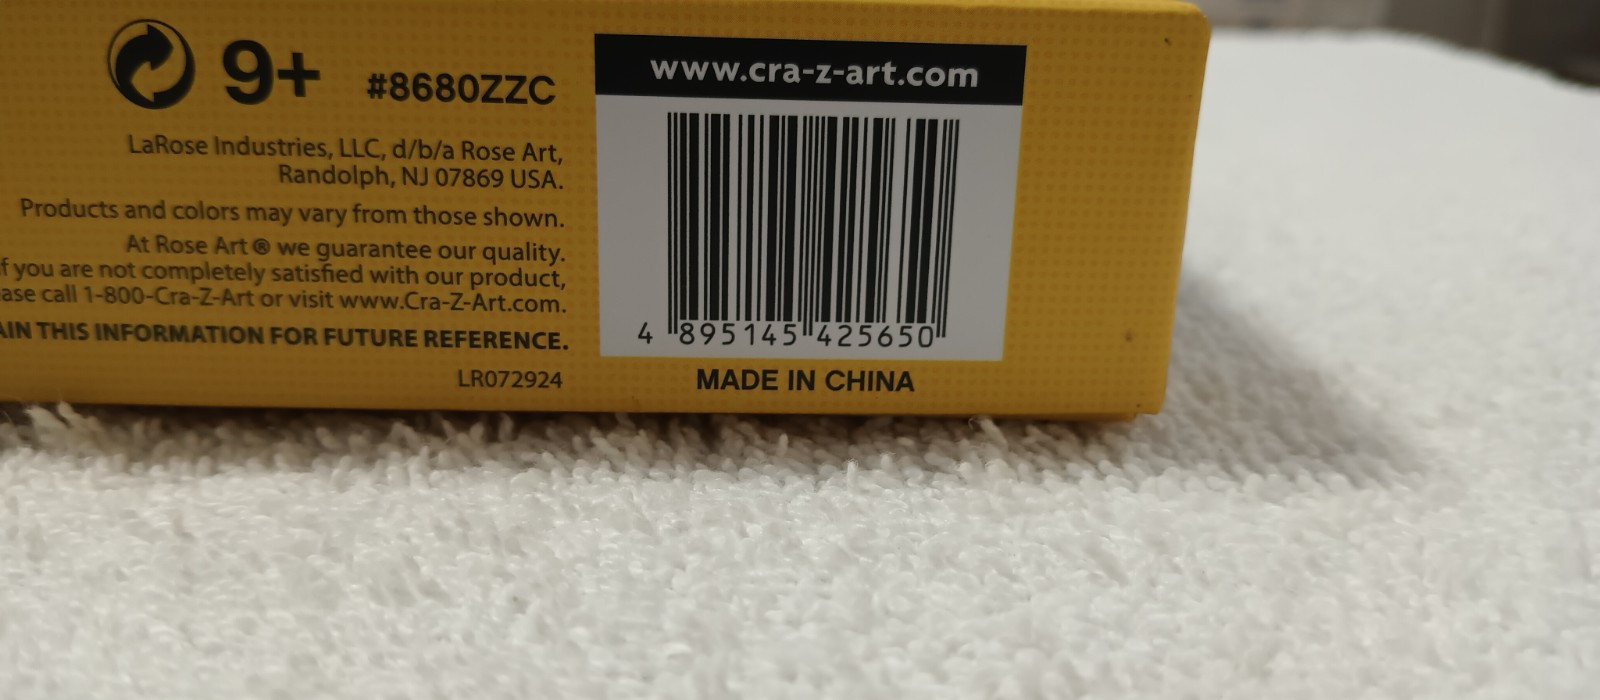 9+ #8680ZZC
LaRose Industries, LLC, d/b/a Rose Art,
Randolph, NJ 07869 USA.
Products and colors may vary from those shown.
At Rose Art ® we guarantee our quality.
you are not completely satisfied with our product,
call 1-800-Cra-Z-Art or visit www.Cra-Z-Art.com.
THIS INFORMATION FOR FUTURE REFERENCE.
LR072924
www.cra-z-art.com
4 895145 425650
MADE IN CHINA